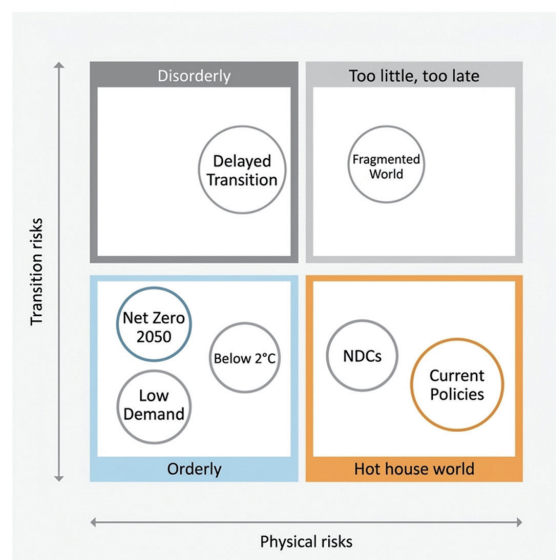 Disorderly
Too little, too late
Delayed
Transition
Fragmented
World
Transition risks
Net Zero
2050
Below 2°C
Low
Demand
NDCs
Current
Policies
Orderly
Hot house world
Physical risks